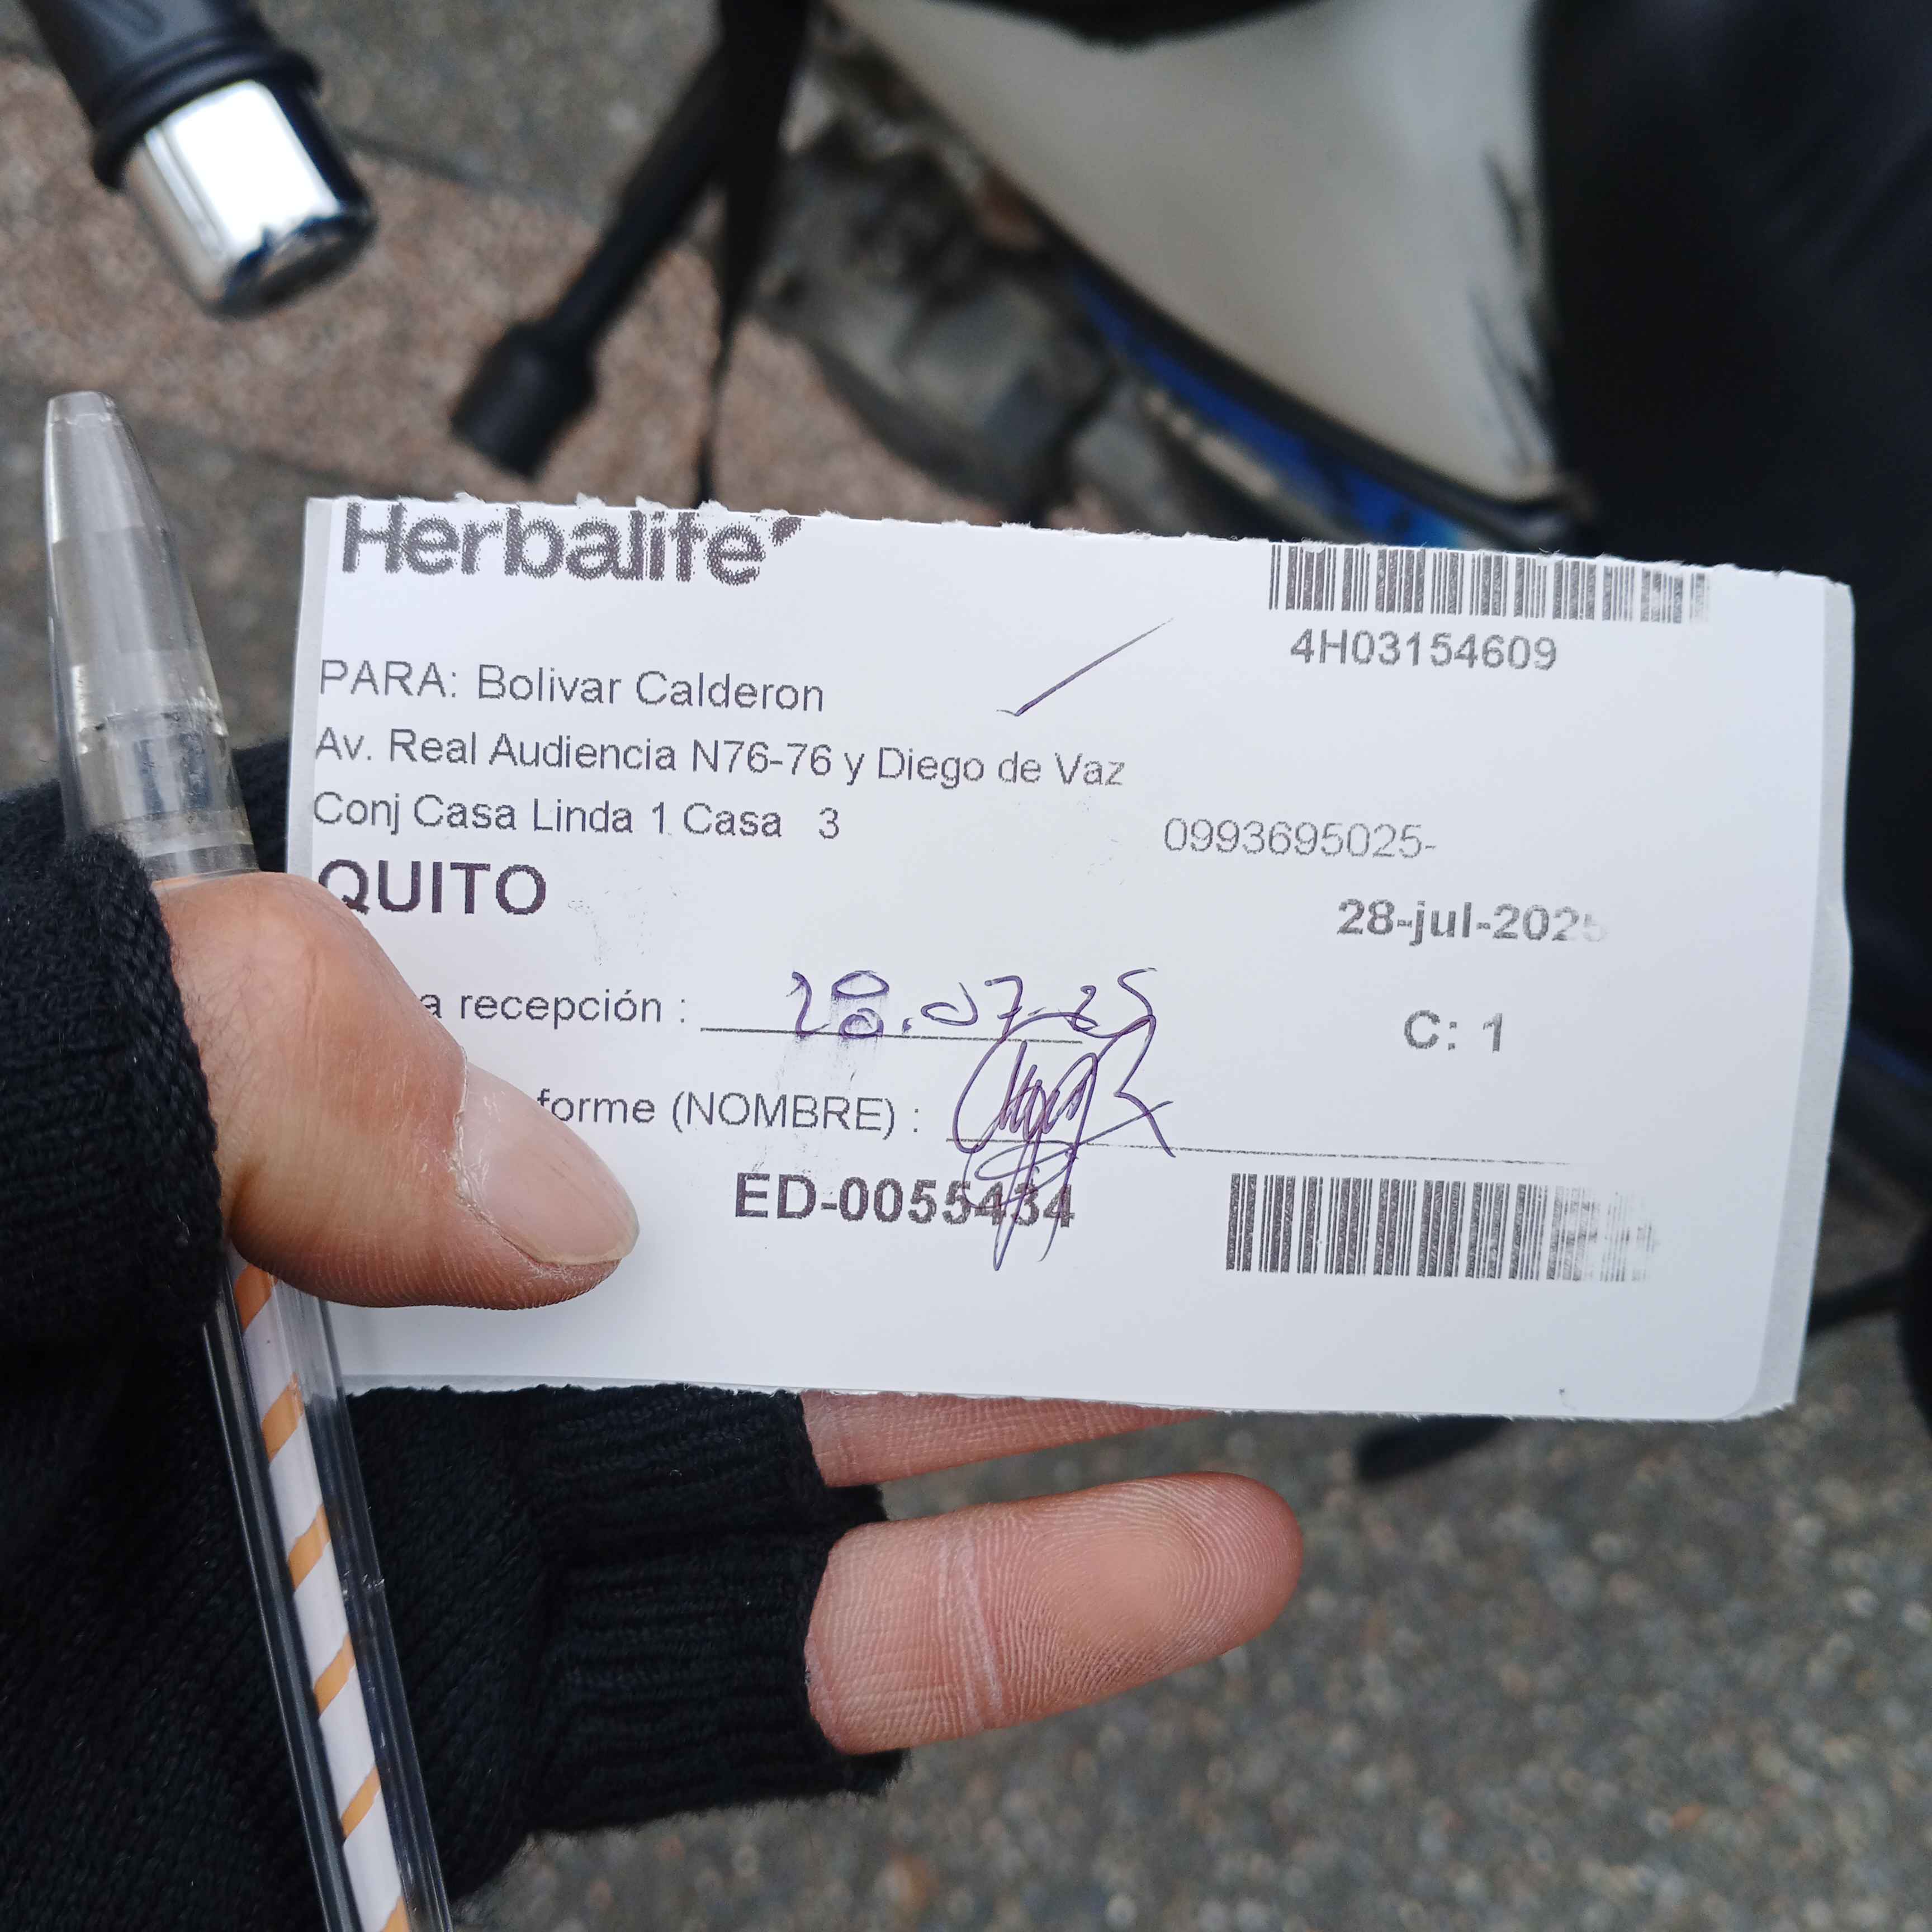 Herbalife
4H03154609
PARA: Bolivar Calderon
Av. Real Audiencia N76-76 y Diego de Vaz
Conj Casa Linda 1 Casa 3
0993695025-
QUITO
28-jul-2025
a recepción : 28.07.25
C: 1
forme (NOMBRE) :
ED-0055434